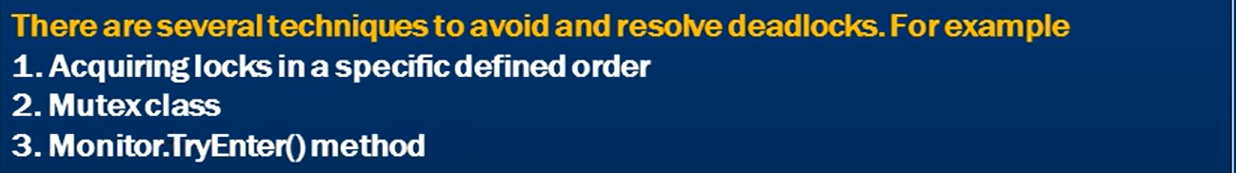 There are several techniques to avoid and resolve deadlocks. For example
1. Acquiring locks in a specific defined order
2. Mutex class
3. Monitor.TryEnter() method